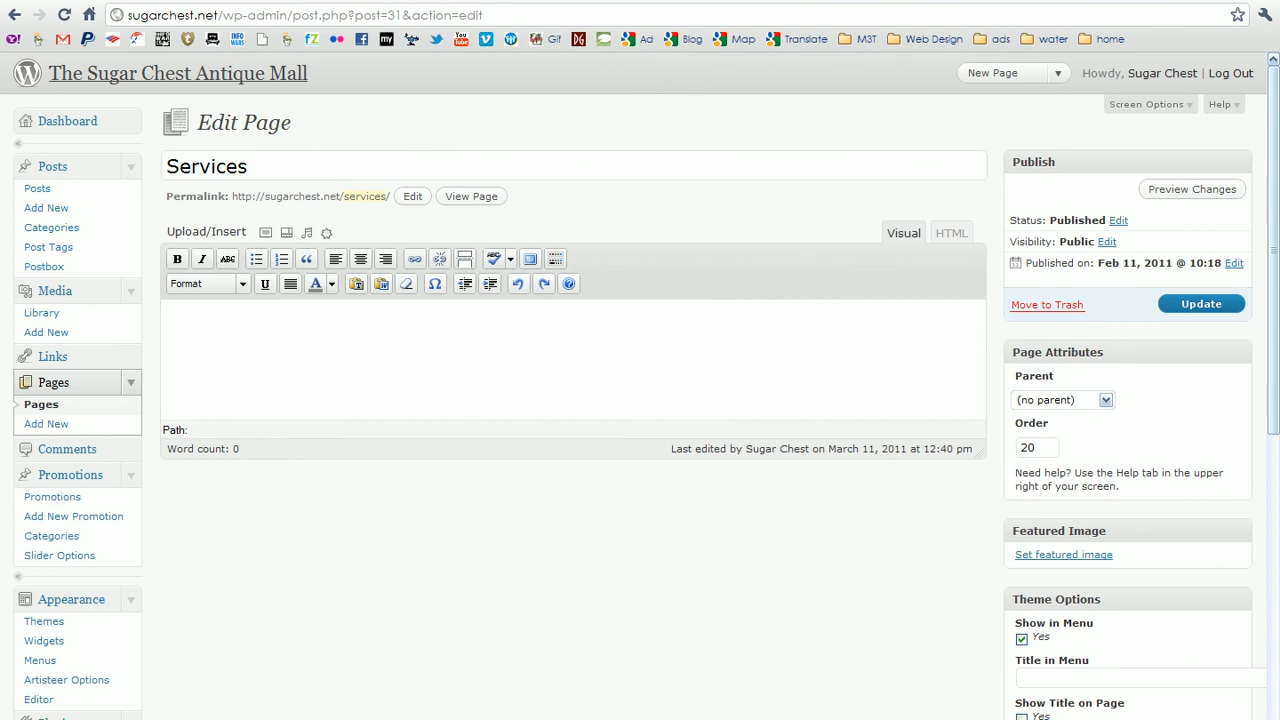 sugarchest.net/wp-admin/post.php?post=31&action=edit
Gif Ad Blog Map Translate M3T Web Design ads water home
The Sugar Chest Antique Mall
New Page
Howdy, Sugar Chest | Log Out
Screen Options
Help
Dashboard
Posts
Posts
Add New
Categories
Post Tags
Postbox
Media
Library
Add New
Links
Pages
Pages
Add New
Comments
Promotions
Promotions
Add New Promotion
Categories
Slider Options
Appearance
Themes
Widgets
Menus
Artisteer Options
Editor
Edit Page
Services
Permalink: http://sugarchest.net/services/ Edit View Page
Upload/Insert
Visual HTML
B I ABC
Format U A
Path:
Word count: 0
Last edited by Sugar Chest on March 11, 2011 at 12:40 pm
Publish
Preview Changes
Status: Published Edit
Visibility: Public Edit
Published on: Feb 11, 2011 @ 10:18 Edit
Move to Trash
Update
Page Attributes
Parent
(no parent)
Order
20
Need help? Use the Help tab in the upper
right of your screen.
Featured Image
Set featured image
Theme Options
Show in Menu
Yes
Title in Menu
Show Title on Page
Yes